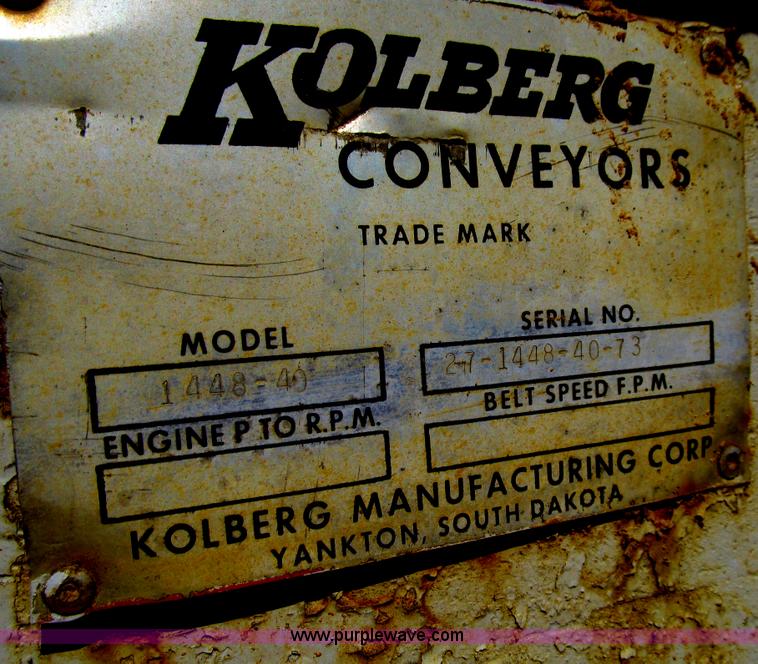 KOLBERG
CONVEYORS
TRADE MARK
MODEL
1448-40
SERIAL NO.
27-1448-40-73
ENGINE P TO R.P.M.
BELT SPEED F.P.M.
KOLBERG MANUFACTURING CORP.
YANKTON, SOUTH DAKOTA
www.purplewave.com